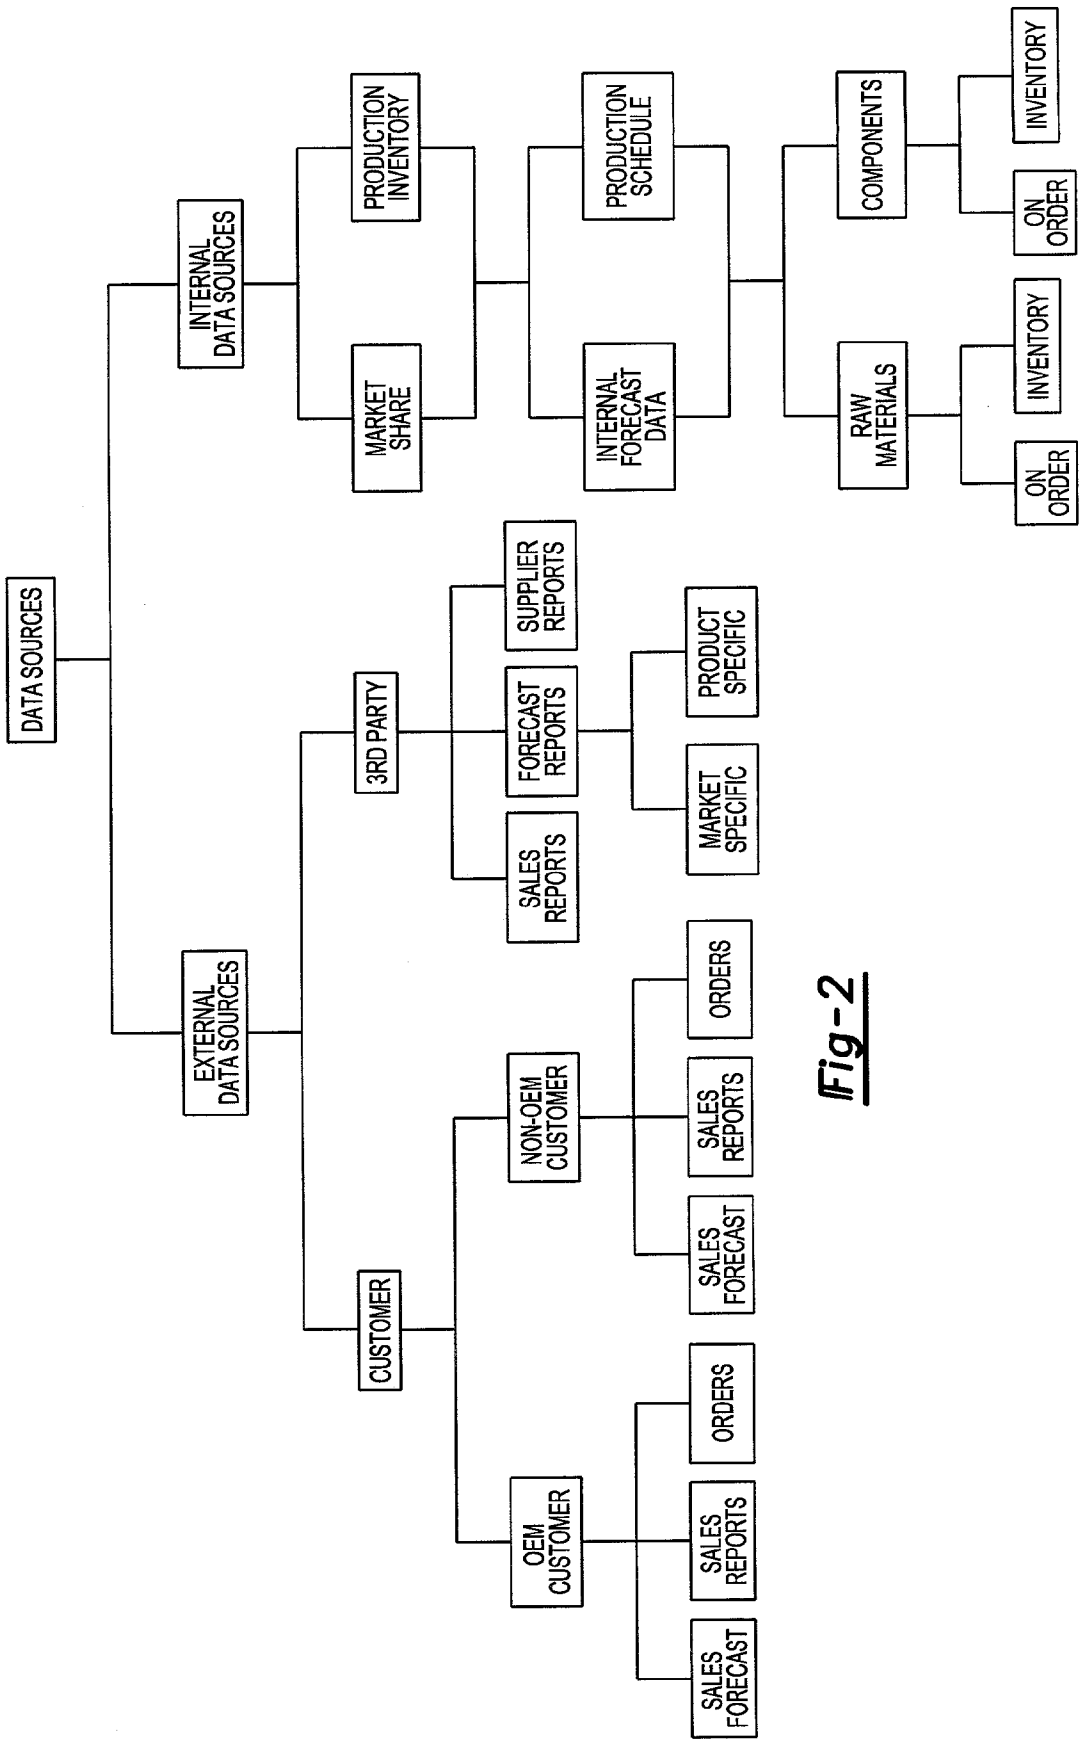 DATA SOURCES
EXTERNAL
DATA SOURCES
INTERNAL
DATA SOURCES
CUSTOMER
3RD PARTY
MARKET
SHARE
PRODUCTION
INVENTORY
OEM
CUSTOMER
NON-OEM
CUSTOMER
SALES
REPORTS
FORECAST
REPORTS
SUPPLIER
REPORTS
INTERNAL
FORECAST
DATA
PRODUCTION
SCHEDULE
SALES
FORECAST
SALES
REPORTS
ORDERS
SALES
FORECAST
SALES
REPORTS
ORDERS
MARKET
SPECIFIC
PRODUCT
SPECIFIC
RAW
MATERIALS
COMPONENTS
ON
ORDER
INVENTORY
ON
ORDER
INVENTORY
Fig-2